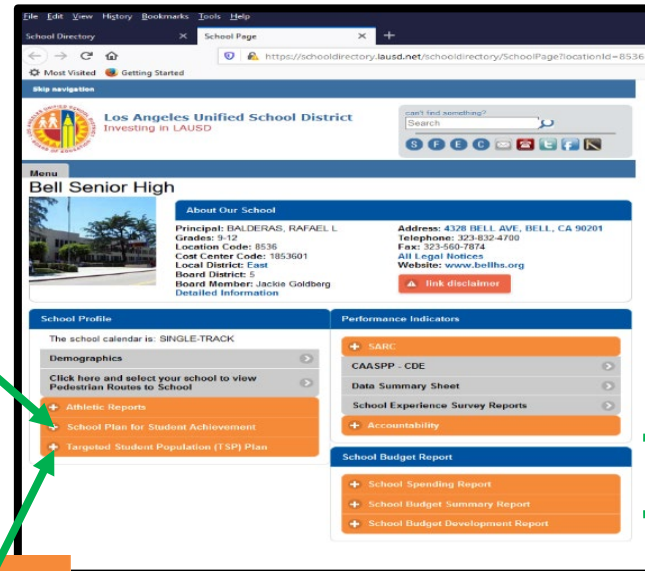 File Edit View History Bookmarks Tools Help
School Directory
School Page
https://schooldirectory.lausd.net/schooldirectory/SchoolPage?locationId=8536
Most Visited Getting Started
Skip navigation
Los Angeles Unified School District
Investing in LAUSD
can't find something?
Search
S F E C
Menu
Bell Senior High
About Our School
Principal: BALDERAS, RAFAEL L
Grades: 9-12
Location Code: 8536
Cost Center Code: 1853601
Local District: East
Board District: 5
Board Member: Jackie Goldberg
Detailed Information
Address: 4328 BELL AVE, BELL, CA 90201
Telephone: 323-832-4700
Fax: 323-560-7874
All Legal Notices
Website: www.bellhs.org
link disclaimer
School Profile
The school calendar is: SINGLE-TRACK
Demographics
Click here and select your school to view
Pedestrian Routes to School
Athletic Reports
School Plan for Student Achievement
Targeted Student Population (TSP) Plan
Performance Indicators
SARC
CAASPP - CDE
Data Summary Sheet
School Experience Survey Reports
Accountability
School Budget Report
School Spending Report
School Budget Summary Report
School Budget Development Report